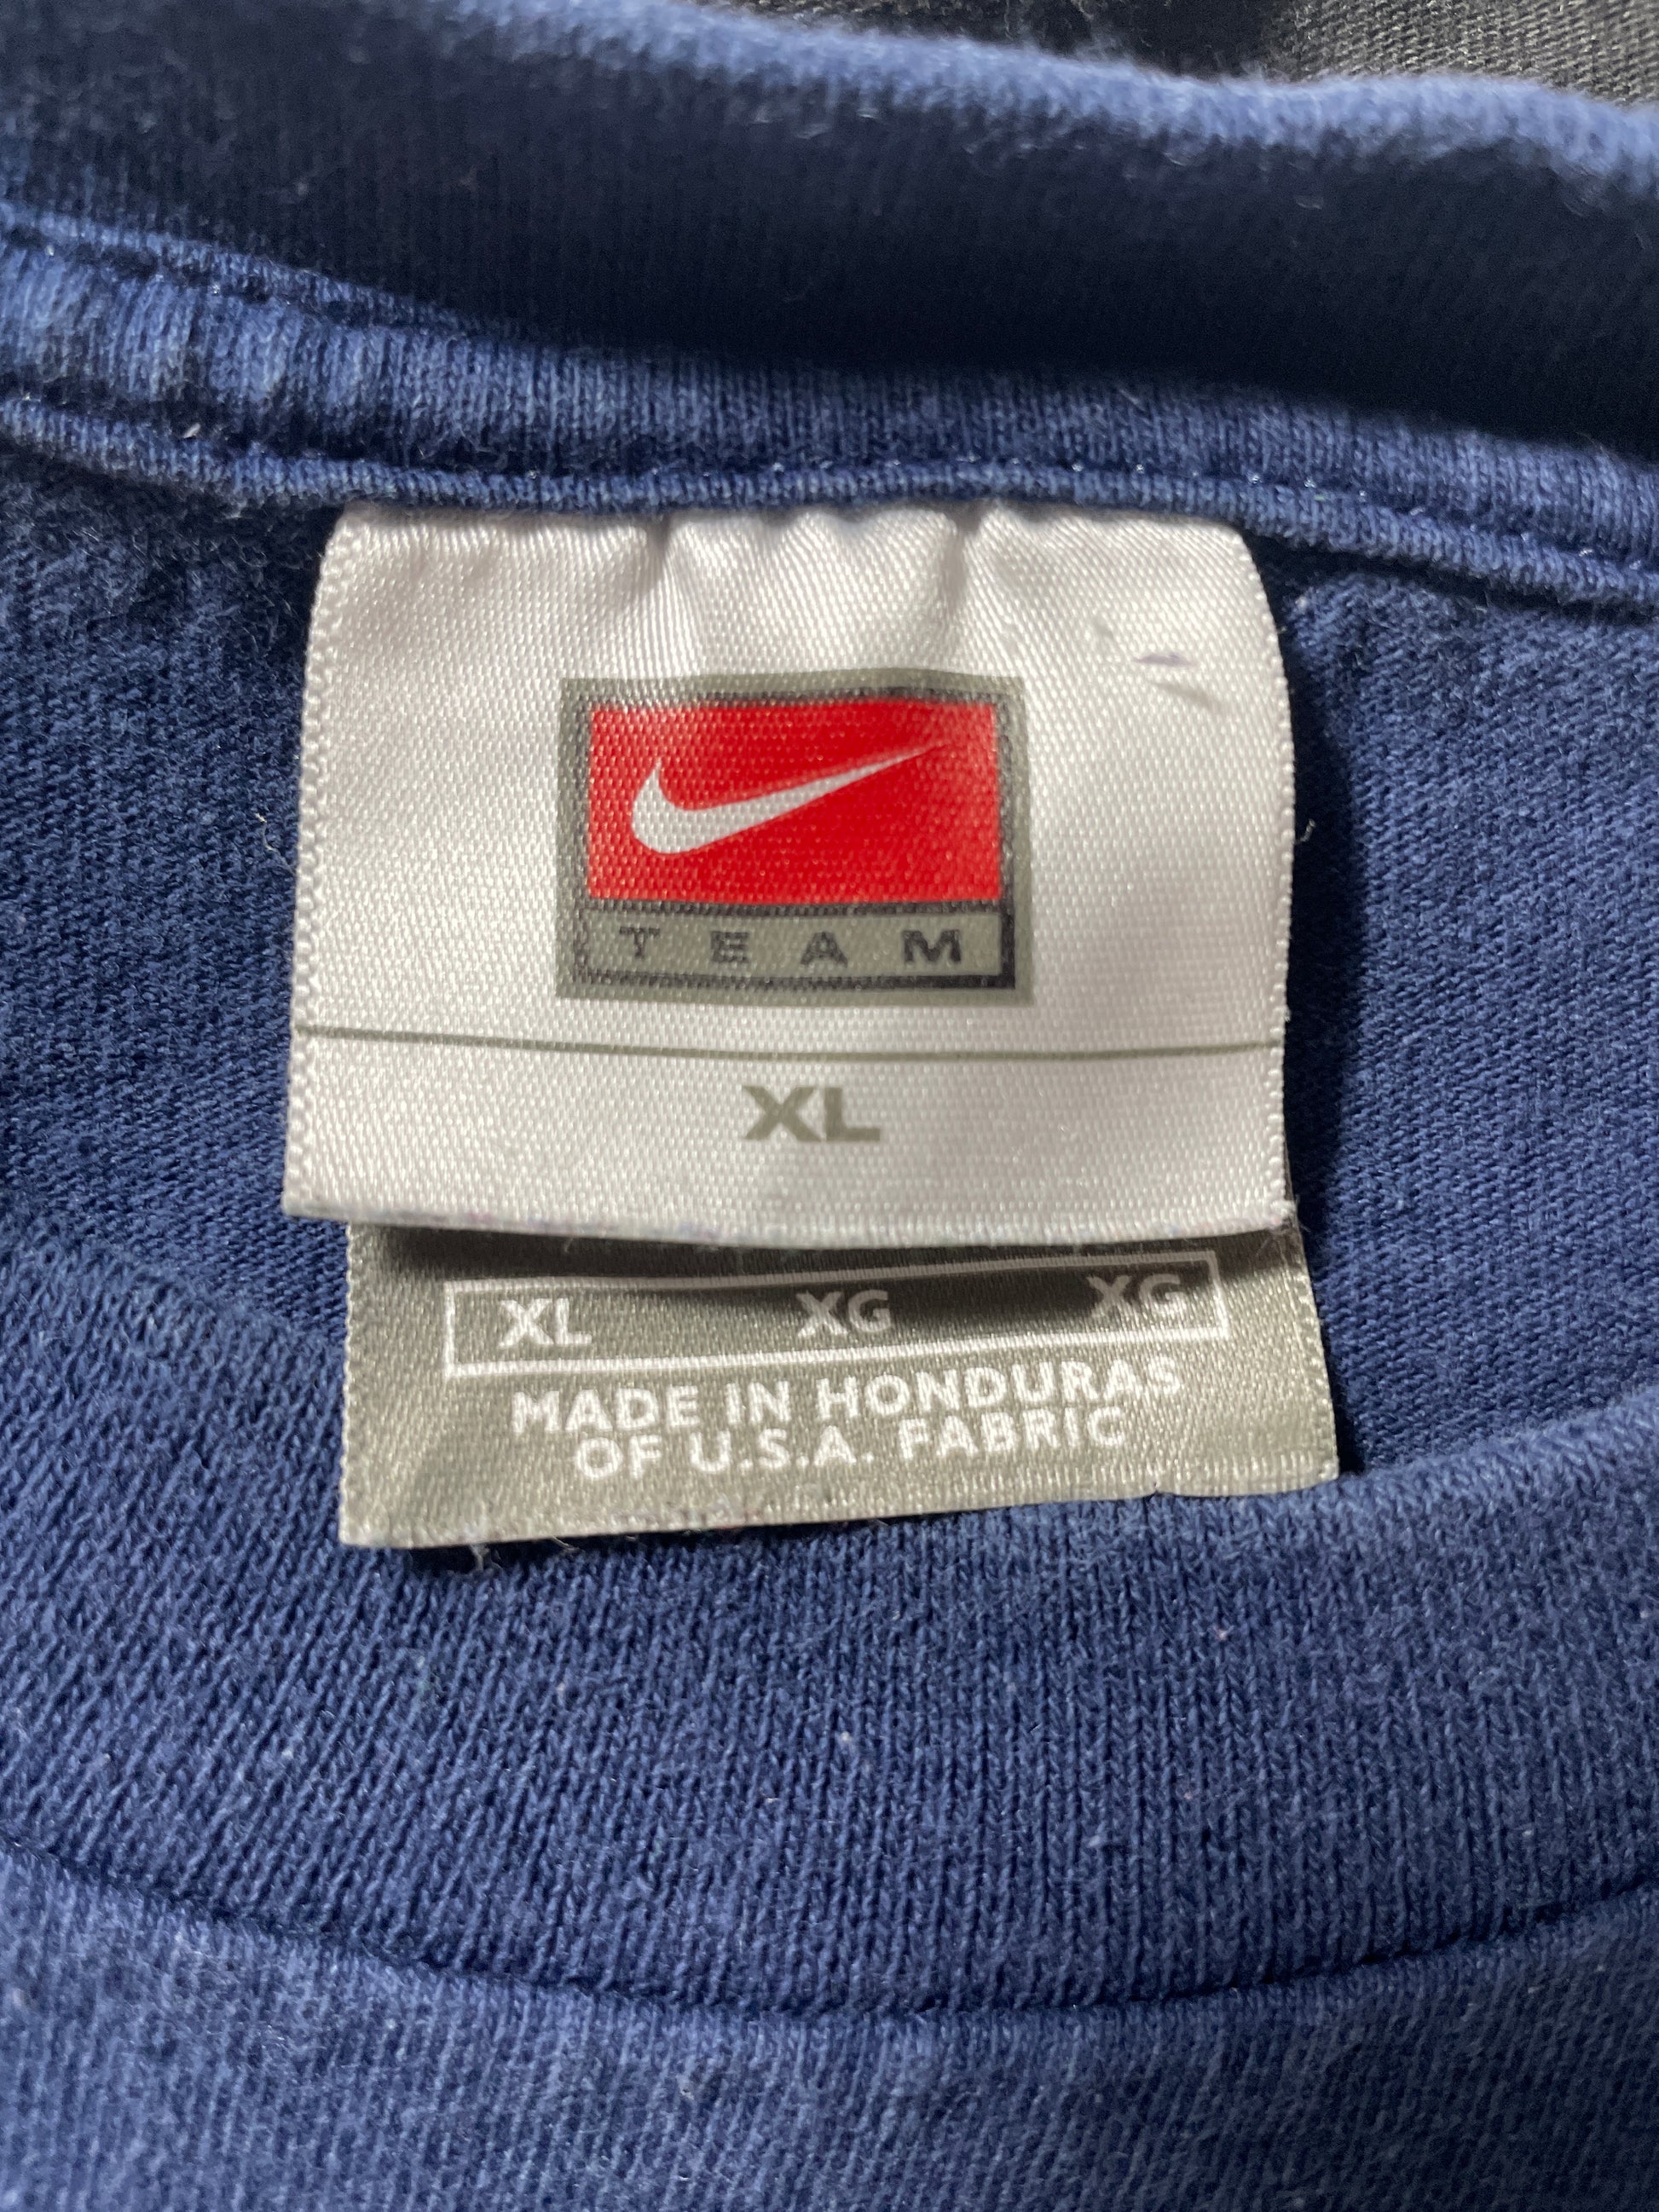 TEAM
XL
XL XG XG
MADE IN HONDURAS
OF U.S.A. FABRIC